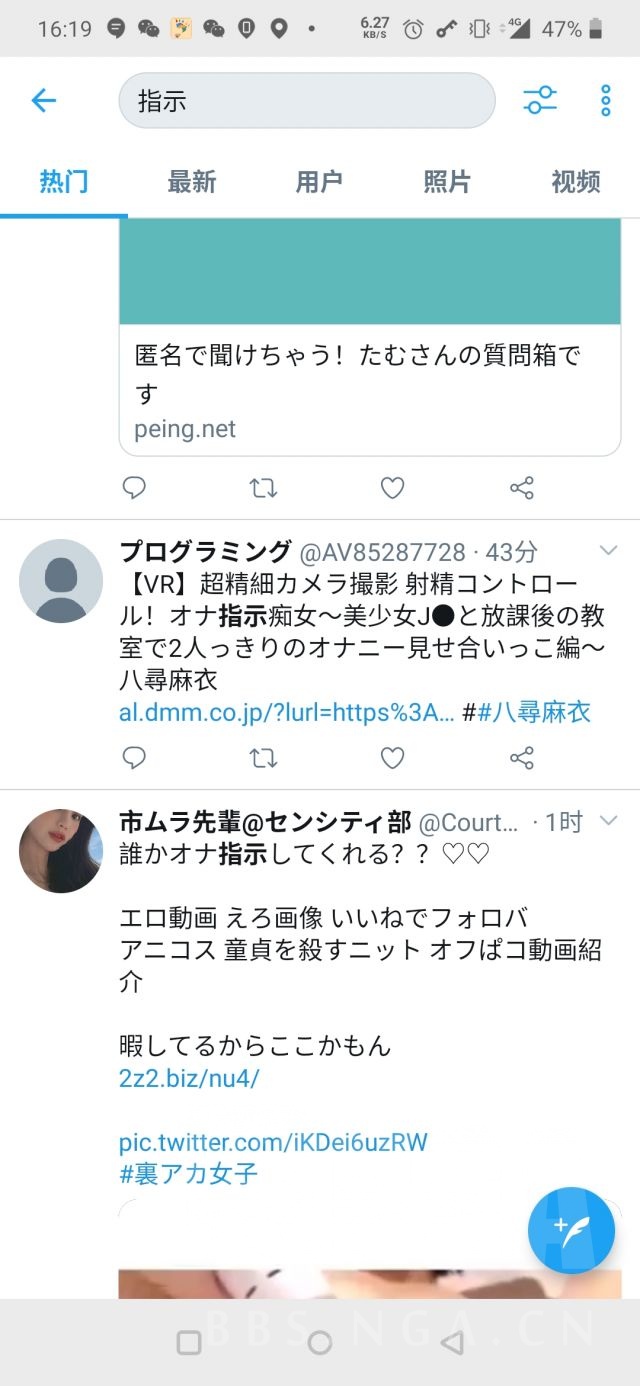 16:19 6.27 KB/S 4G 47%
指示
热门 最新 用户 照片 视频
匿名で聞けちゃう！たむさんの質問箱で
す
peing.net
プログラミング @AV85287728 · 43分
【VR】超精細カメラ撮影 射精コントロー
ル！オナ指示痴女〜美少女J●と放課後の教
室で2人っきりのオナニー見せ合いっこ編〜
八尋麻衣
al.dmm.co.jp/?lurl=https%3A… ##八尋麻衣
市ムラ先輩@センシティ部 @Court… · 1时
誰かオナ指示してくれる？？♡♡
エロ動画 えろ画像 いいねでフォロバ
アニコス 童貞を殺すニット オフぱコ動画紹
介
暇してるからここかもん
2z2.biz/nu4/
pic.twitter.com/iKDei6uzRW
#裏アカ女子
BBS.NGA.CN